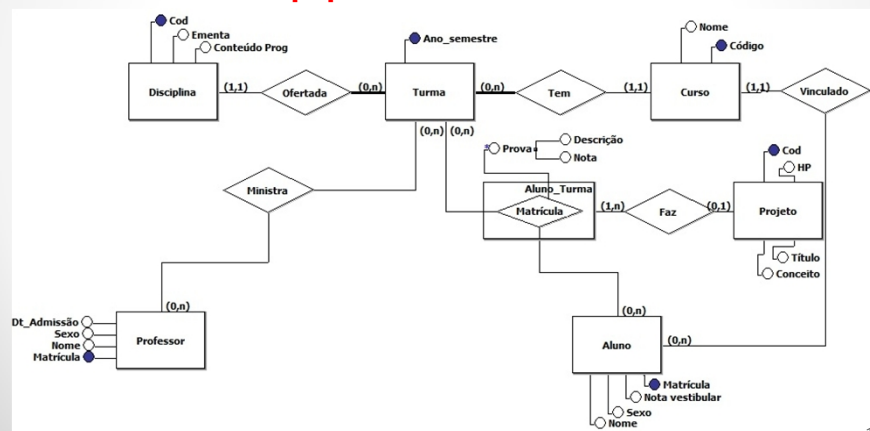 Cod
Ementa
Conteúdo Prog
Ano_semestre
Nome
Código
Disciplina
(1,1)
Ofertada
(0,n)
Turma
(0,n)
Tem
(1,1)
Curso
(1,1)
Vinculado
(0,n)
(0,n)
Prova
Descrição
Nota
Cod
HP
Ministra
Aluno_Turma
Matrícula
(1,n)
Faz
(0,1)
Projeto
Título
Conceito
(0,n)
Dt_Admissão
Sexo
Nome
Matrícula
Professor
(0,n)
Aluno
(0,n)
Matrícula
Nota vestibular
Sexo
Nome